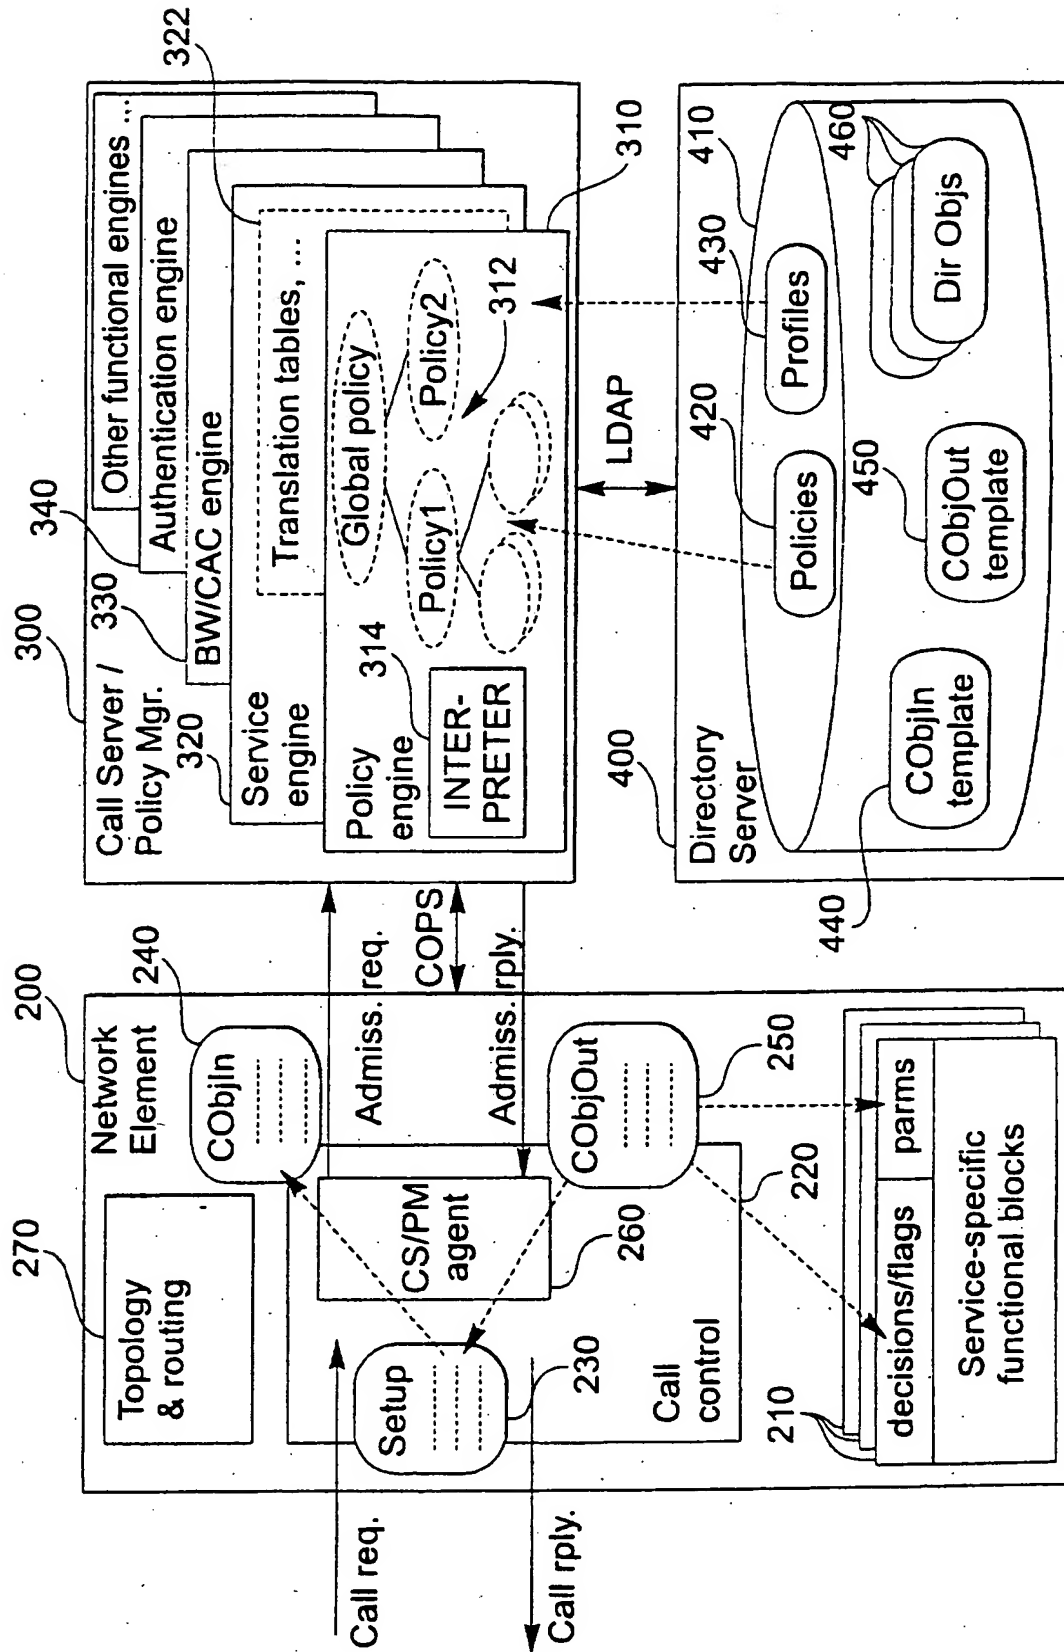 200
270
Topology
& routing
Network
Element
240
CObjIn
Call req.
Setup
230
CS/PM
agent
260
Call
control
220
CObjOut
250
Call rply.
210
decisions/flags
parms
Service-specific
functional blocks
Admiss. req.
COPS
Admiss. rply.
300
Call Server /
Policy Mgr.
340
330
320
322
Other functional engines ...
Authentication engine
BW/CAC engine
Service
engine
Translation tables, ...
Policy
engine
314
INTER-
PRETER
Global policy
Policy1
Policy2
312
310
LDAP
400
Directory
Server
420
430
410
Policies
Profiles
440
CObjIn
template
450
CObjOut
template
460
Dir Objs